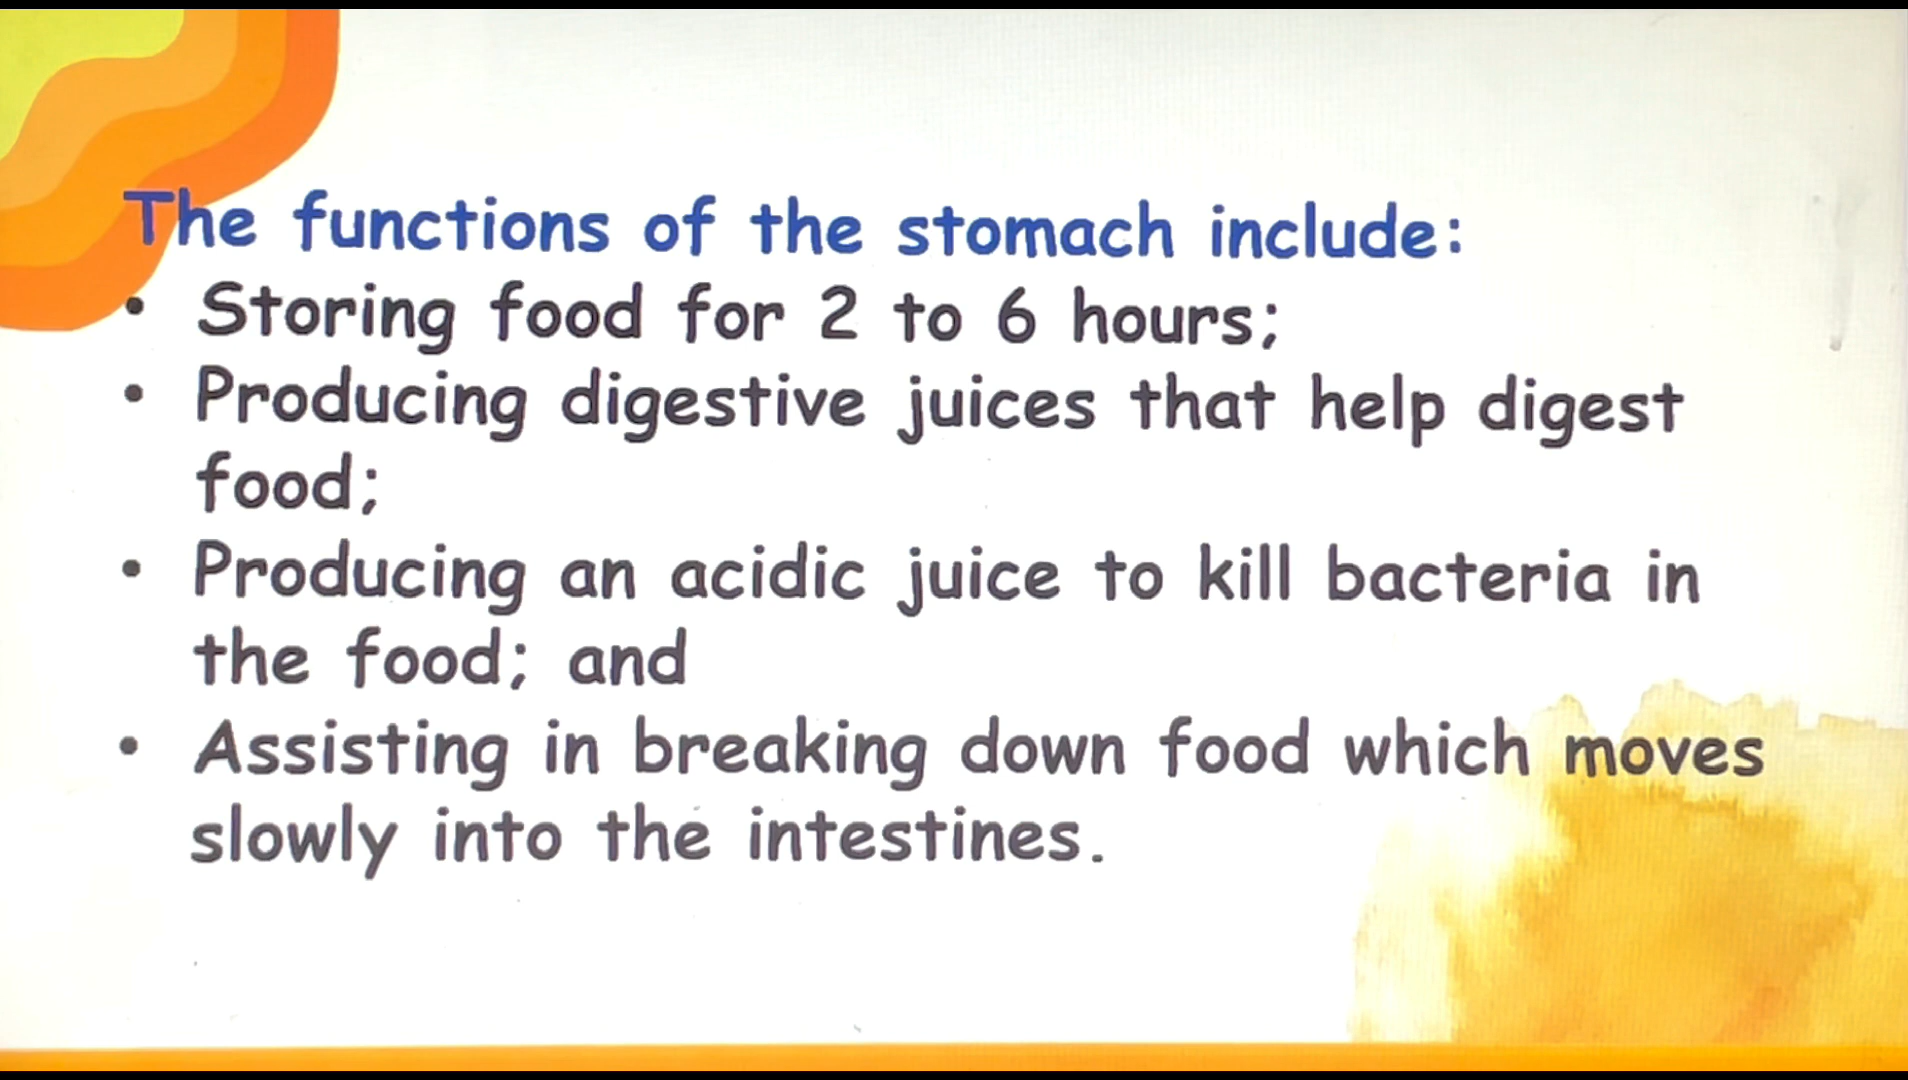 The functions of the stomach include:
• Storing food for 2 to 6 hours;
• Producing digestive juices that help digest
food;
• Producing an acidic juice to kill bacteria in
the food; and
• Assisting in breaking down food which moves
slowly into the intestines.